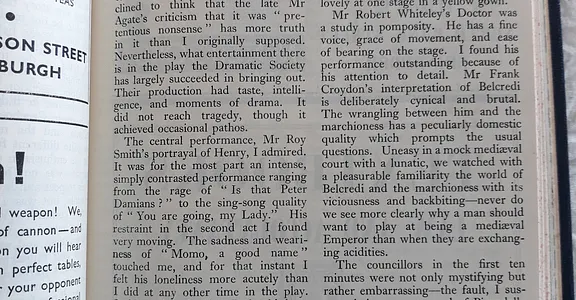 YEAS
•
SON STREET
BURGH
!
l weapon! We,
of cannon—and
on you will hear
n perfect tables,
r your opponent
clined to think that the late Mr
Agate's criticism that it was " pre-
tentious nonsense " has more truth
in it than I originally supposed.
Nevertheless, what entertainment there
is in the play the Dramatic Society
has largely succeeded in bringing out.
Their production had taste, intelli-
gence, and moments of drama. It
did not reach tragedy, though it
achieved occasional pathos.
The central performance, Mr Roy
Smith's portrayal of Henry, I admired.
It was for the most part an intense,
simply contrasted performance ranging
from the rage of " Is that Peter
Damians ? " to the sing-song quality
of " You are going, my Lady." His
restraint in the second act I found
very moving. The sadness and weari-
ness of " Momo, a good name "
touched me, and for that instant I
felt his loneliness more acutely than
I did at any other time in the play.
lovely at one stage in a yellow gown.
Mr Robert Whiteley's Doctor was
a study in pomposity. He has a fine
voice, grace of movement, and ease
of bearing on the stage. I found his
performance outstanding because of
his attention to detail. Mr Frank
Croydon's interpretation of Belcredi
is deliberately cynical and brutal.
The wrangling between him and the
marchioness has a peculiarly domestic
quality which prompts the usual
questions. Uneasy in a mock mediæval
court with a lunatic, we watched with
a pleasurable familiarity the world of
Belcredi and the marchioness with its
viciousness and backbiting—never do
we see more clearly why a man should
want to play at being a mediæval
Emperor than when they are exchang-
ing acidities.
The councillors in the first ten
minutes were not only mystifying but
rather embarrassing—the fault, I sus-